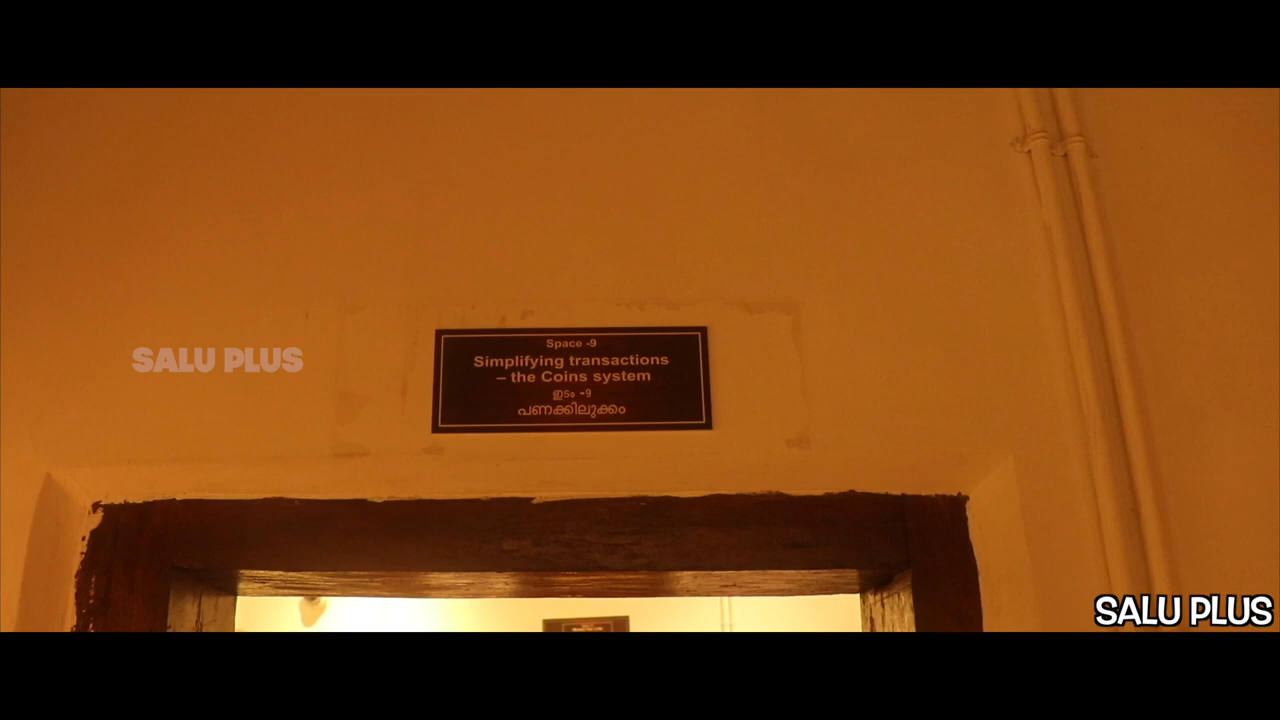 Space -9
Simplifying transactions
– the Coins system
ഇടം -9
പണക്കിലുക്കം
SALU PLUS
SALU PLUS